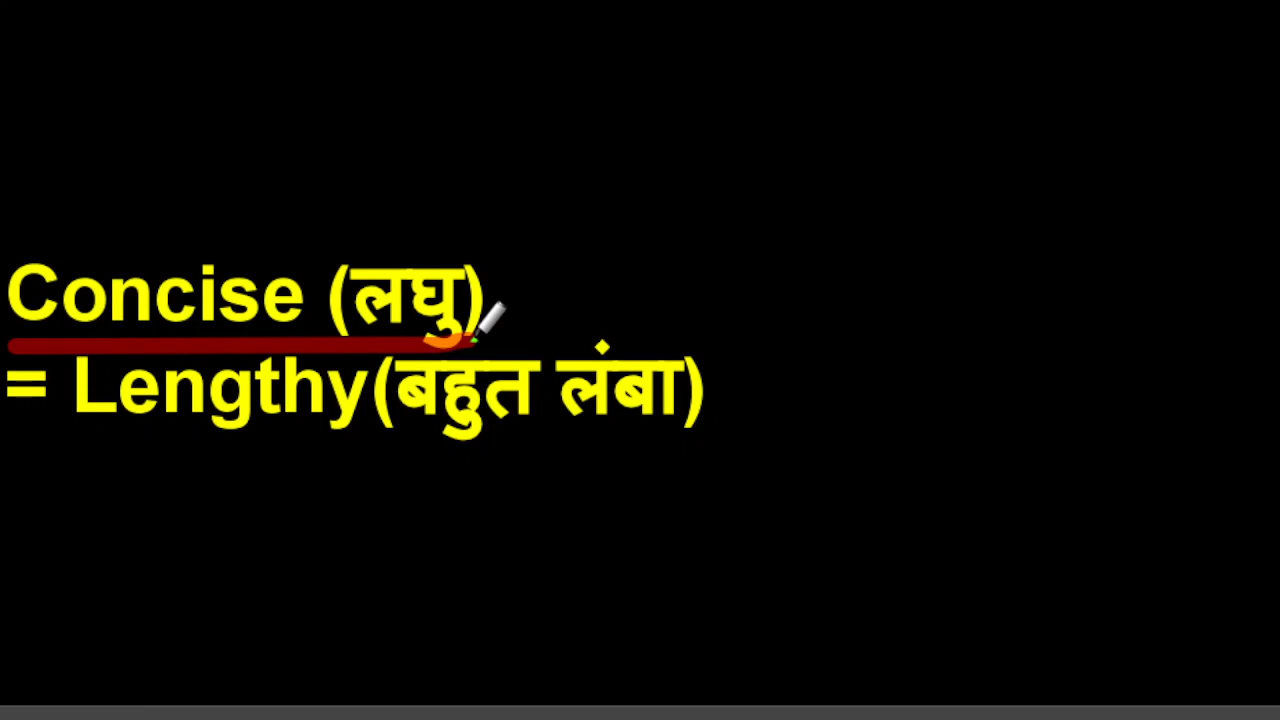 Concise (लघु)
= Lengthy(बहुत लंबा)